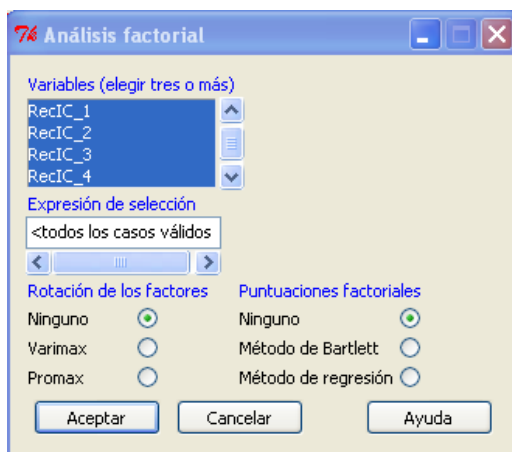 Análisis factorial
Variables (elegir tres o más)
RecIC_1
RecIC_2
RecIC_3
RecIC_4
Expresión de selección
<todos los casos válidos
Rotación de los factores
Puntuaciones factoriales
Ninguno
Ninguno
Varimax
Método de Bartlett
Promax
Método de regresión
Aceptar
Cancelar
Ayuda